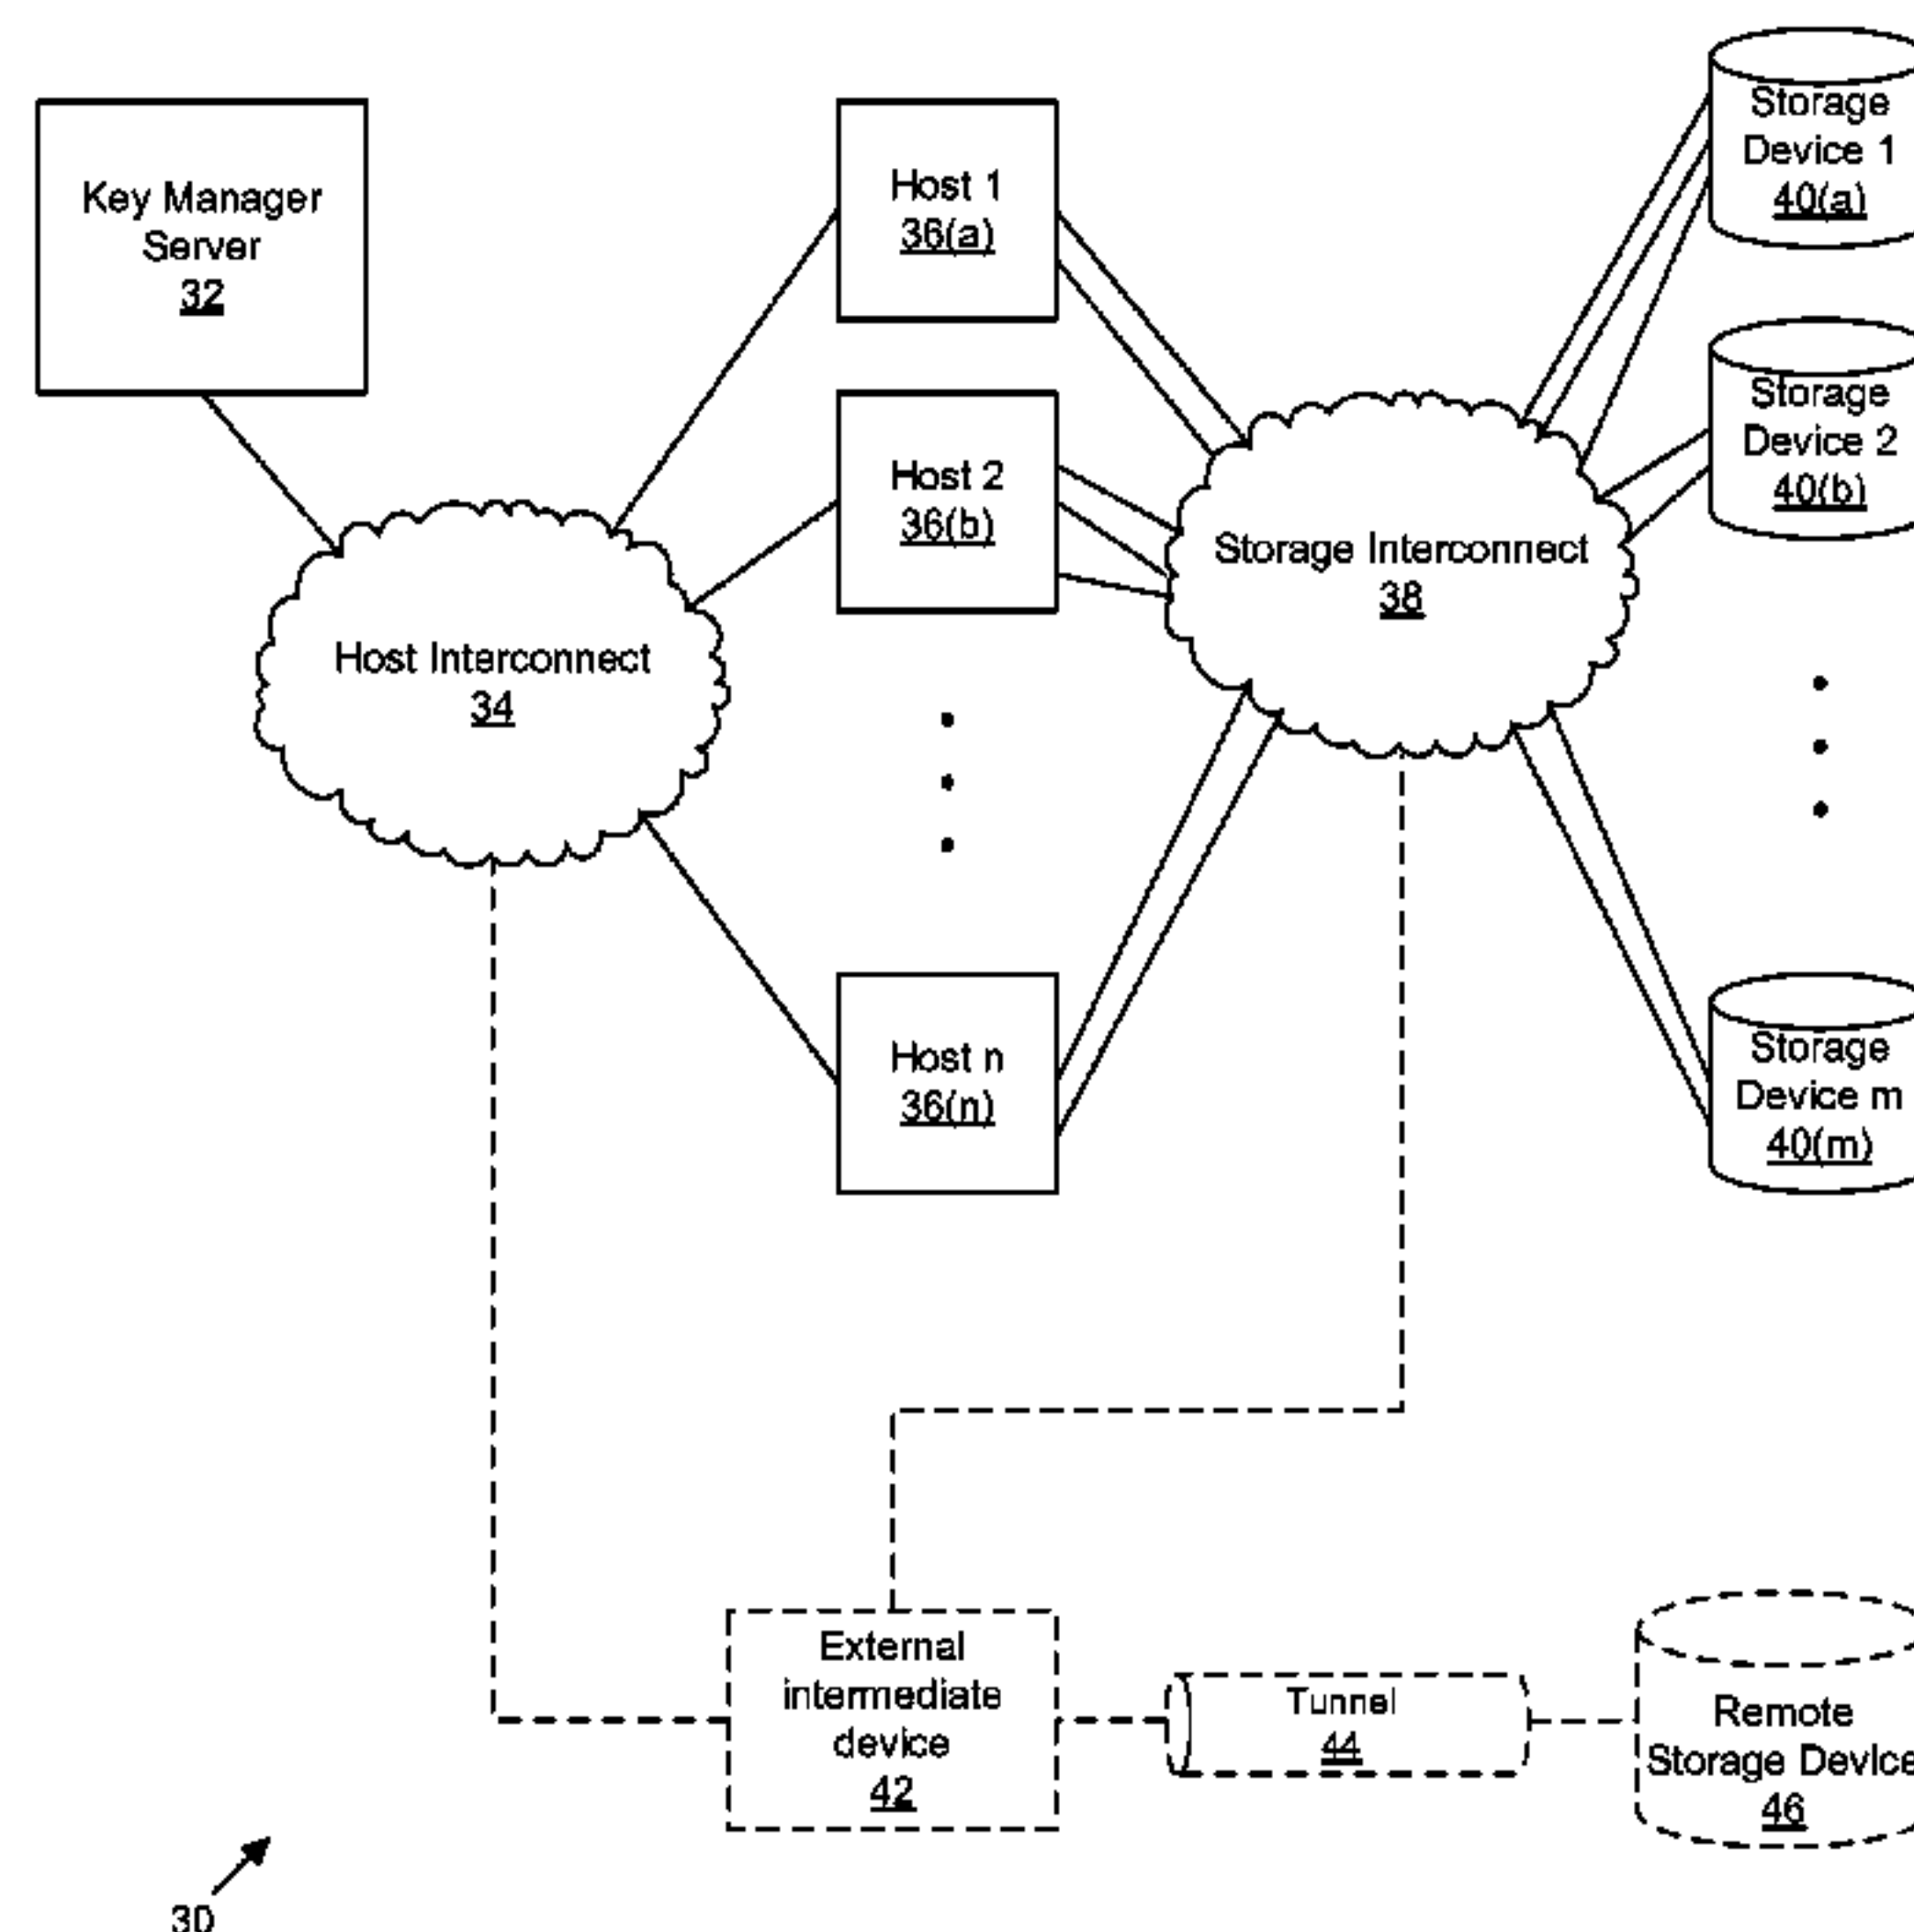 Key Manager
Server
32
Host 1
36(a)
Storage
Device 1
40(a)
Host 2
36(b)
Storage
Device 2
40(b)
Storage Interconnect
38
Host Interconnect
34
Host n
36(n)
Storage
Device m
40(m)
External
intermediate
device
42
Tunnel
44
Remote
Storage Device
46
30